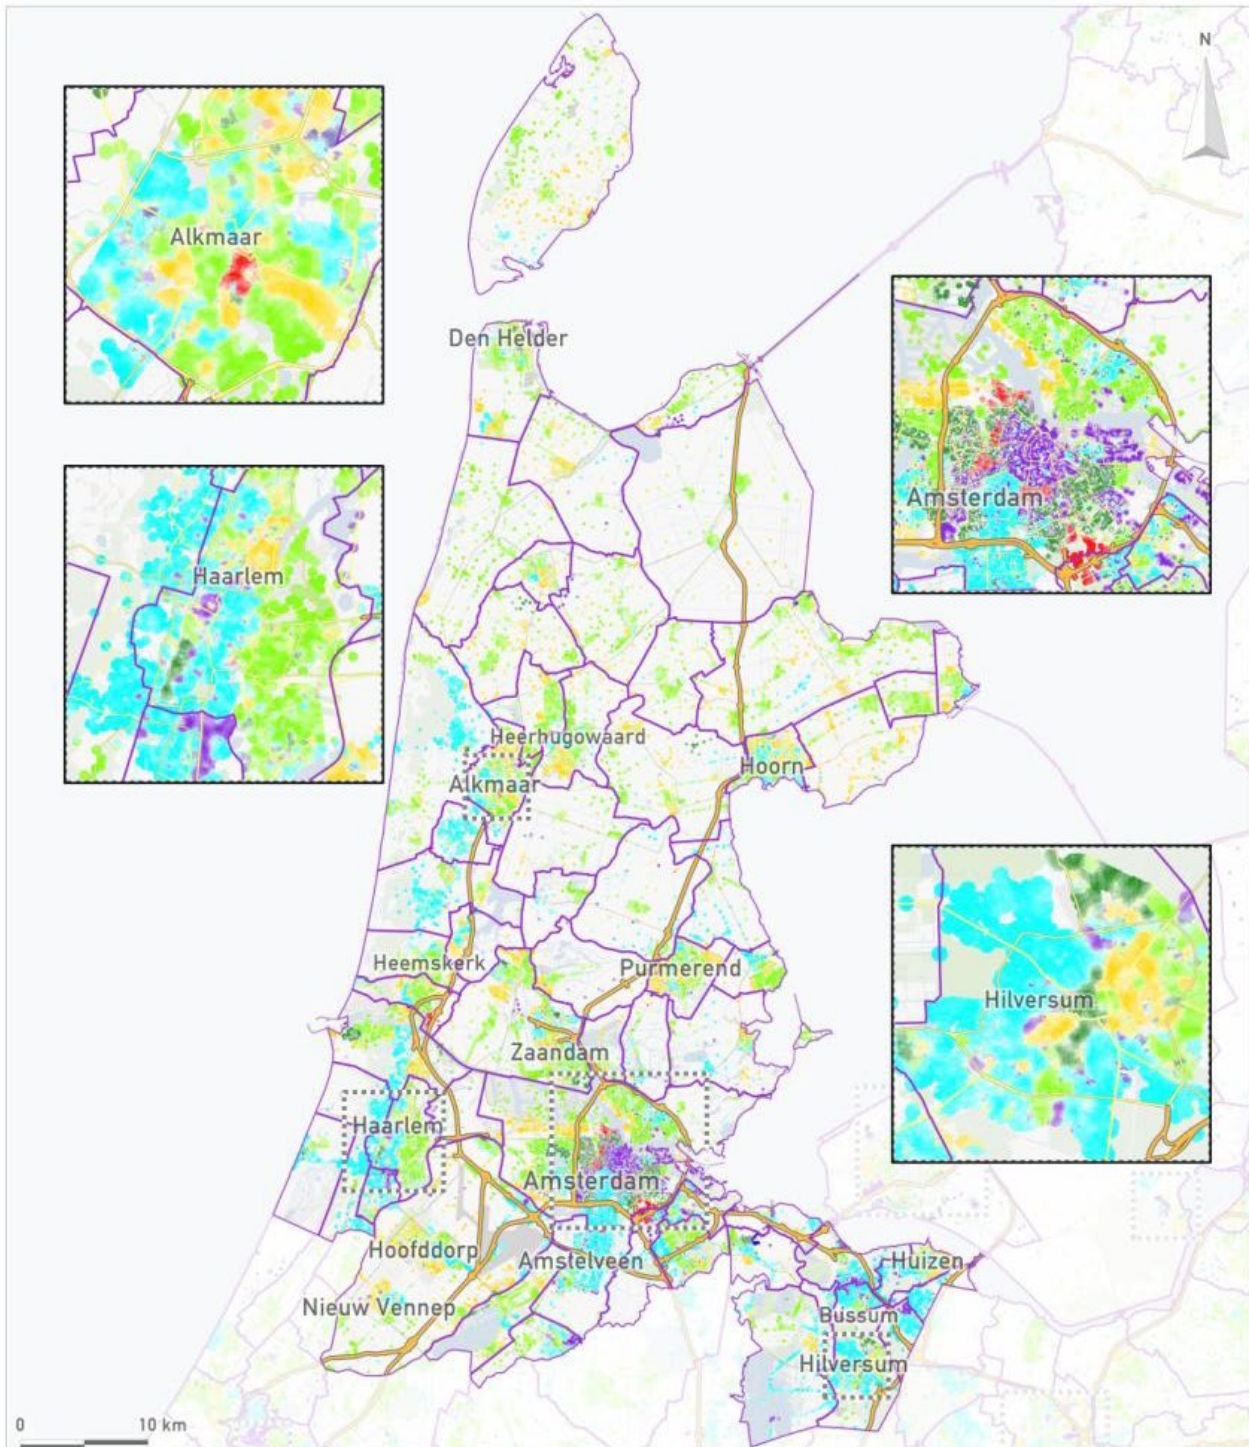 N
Alkmaar
Den Helder
Amsterdam
Haarlem
Heerhugowaard
Alkmaar
Hoorn
Hilversum
Heemskerk
Purmerend
Zaandam
Haarlem
Amsterdam
Hoofddorp
Amstelveen
Huizen
Nieuw Vennep
Bussum
Hilversum
0
10 km